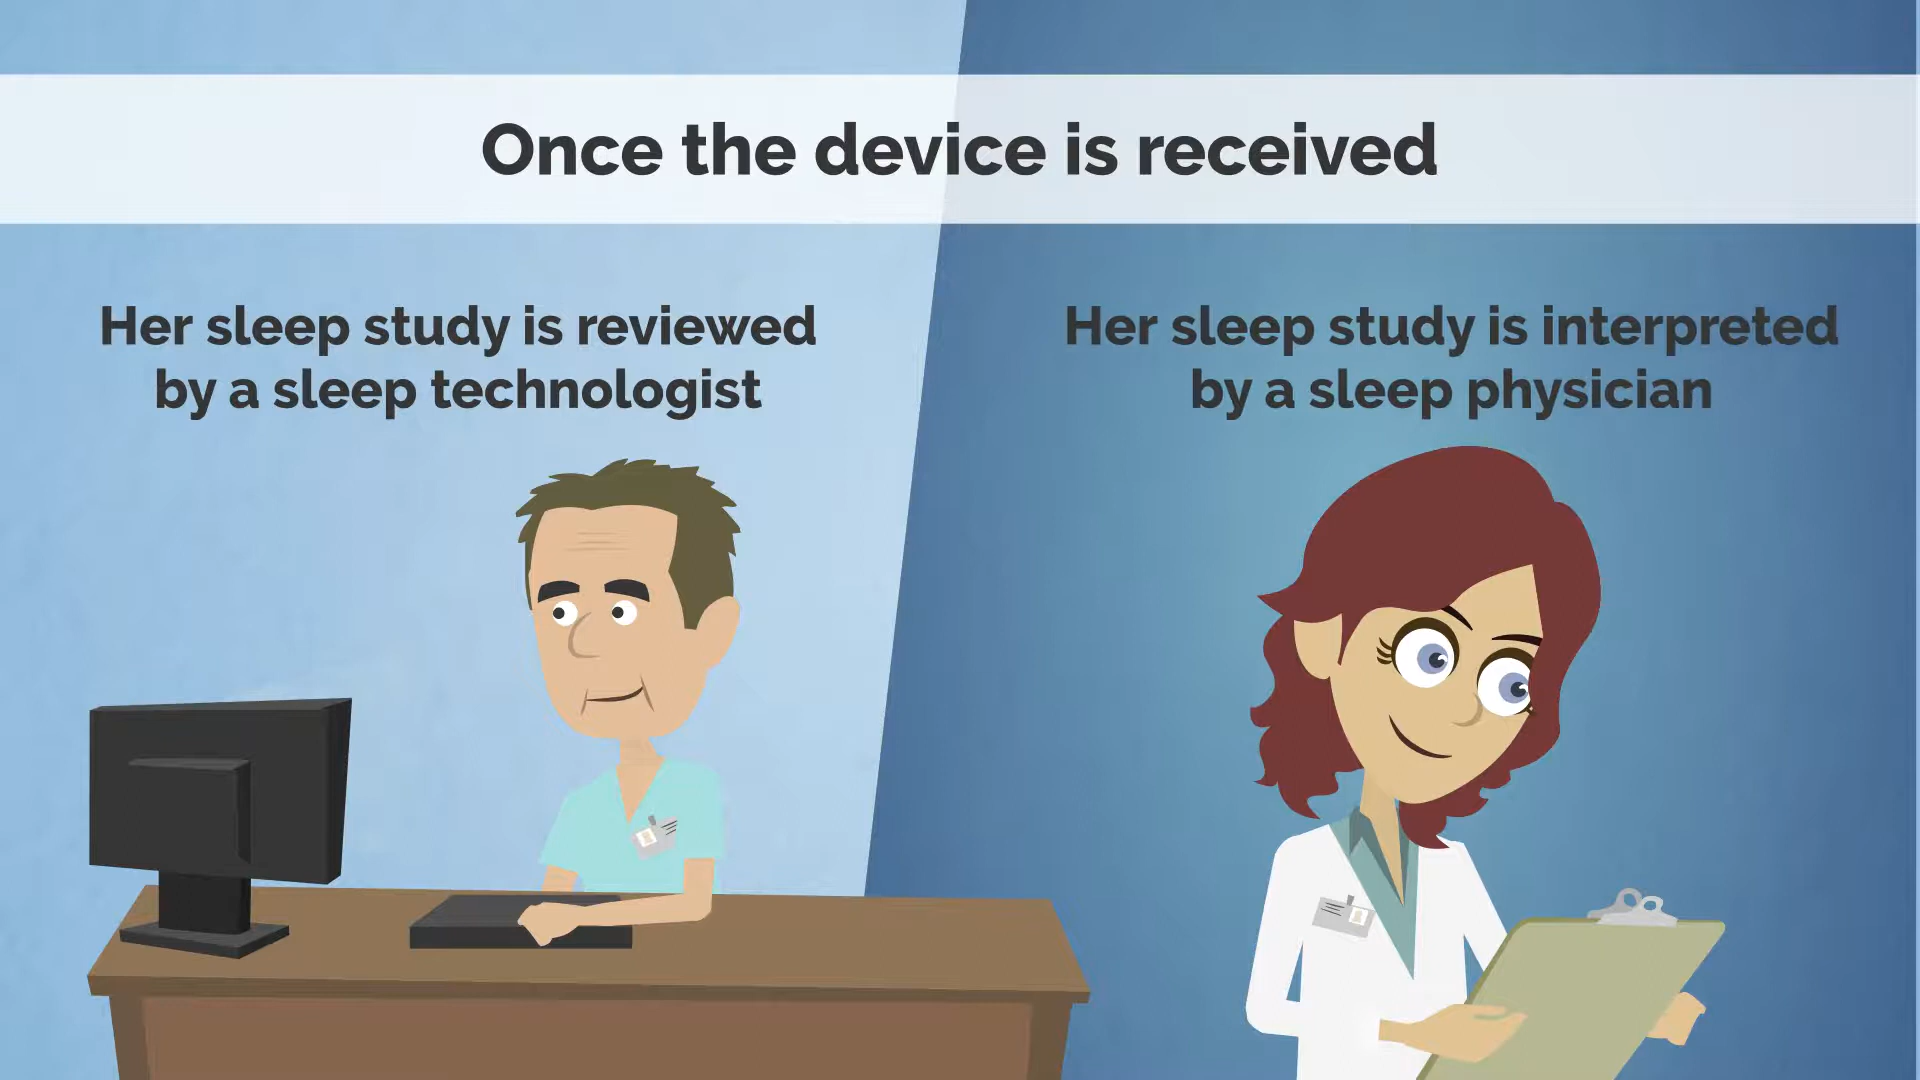 Once the device is received
Her sleep study is reviewed
by a sleep technologist
Her sleep study is interpreted
by a sleep physician